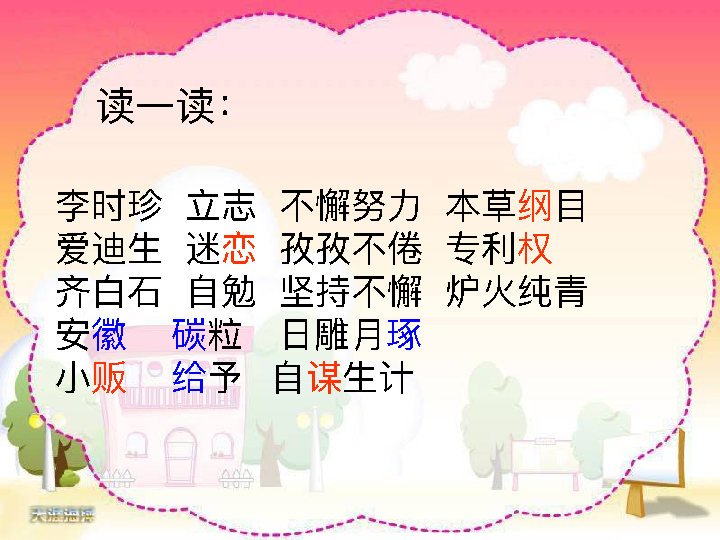 读一读：
李时珍 立志 不懈努力 本草纲目
爱迪生 迷恋 孜孜不倦 专利权
齐白石 自勉 坚持不懈 炉火纯青
安徽 碳粒 日雕月琢
小贩 给予 自谋生计